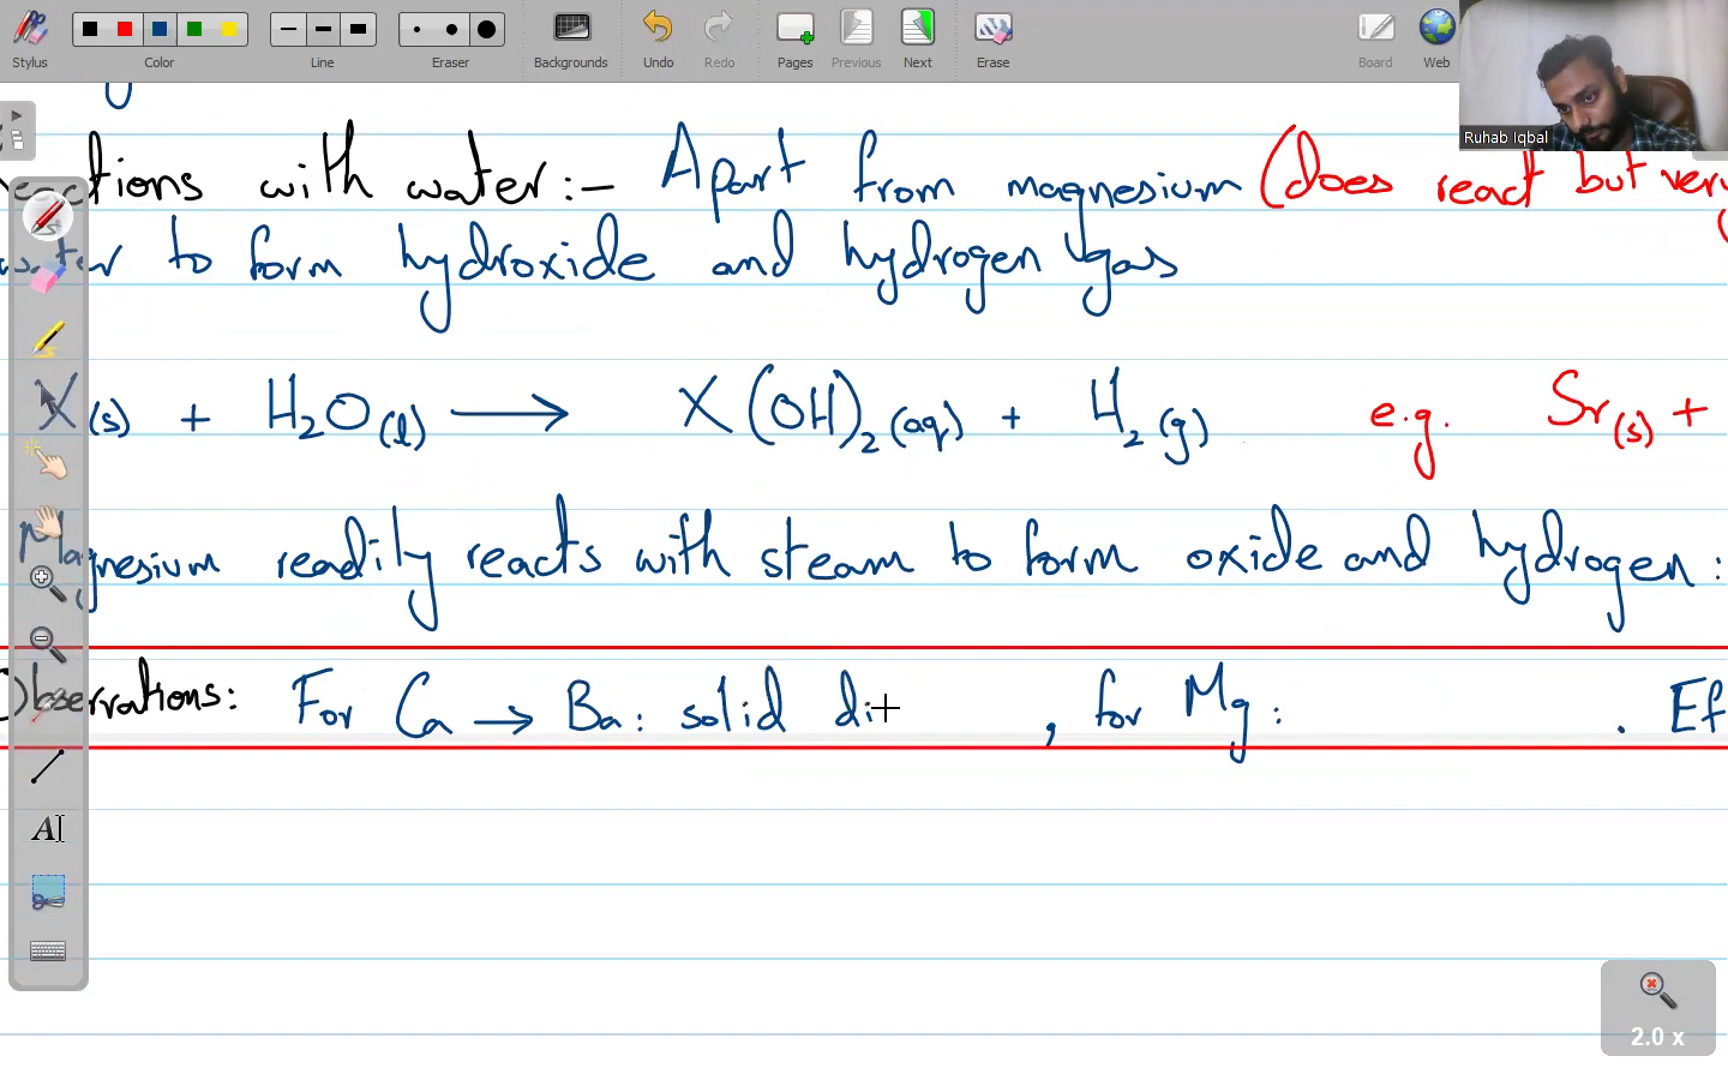 Stylus Color Line Eraser Backgrounds Undo Redo Pages Previous Next Erase Board Web
Ruhab Iqbal
eactions with water:- Apart from magnesium (does react but very
water to form hydroxide and hydrogen gas
X(s) + H₂O(l) → X(OH)₂(aq) + H₂(g) e.g. Sr(s) +
Magnesium readily reacts with steam to form oxide and hydrogen:
Observations: For Ca → Ba: solid di , for Mg: . Ef
2.0 x